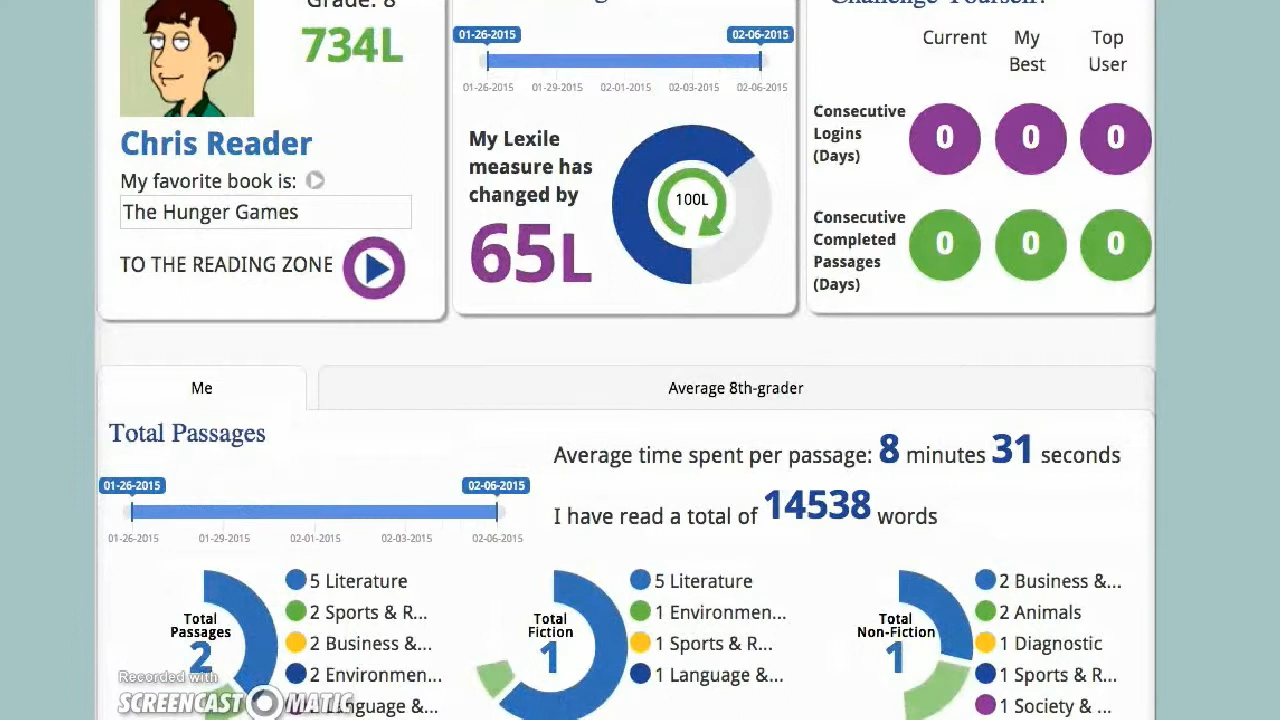 Grade: 8
734L
Chris Reader
My favorite book is:
The Hunger Games
TO THE READING ZONE
01-26-2015 02-06-2015
01-26-2015 01-29-2015 02-01-2015 02-03-2015 02-06-2015
My Lexile
measure has
changed by
65L
100L
Challenge Yourself!
Current My Best Top User
Consecutive Logins (Days) 0 0 0
Consecutive Completed Passages (Days) 0 0 0
Me Average 8th-grader
Total Passages
01-26-2015 02-06-2015
01-26-2015 01-29-2015 02-01-2015 02-03-2015 02-06-2015
Average time spent per passage: 8 minutes 31 seconds
I have read a total of 14538 words
Total
Passages
2
5 Literature
2 Sports & R...
2 Business &...
2 Environmen...
Total
Fiction
1
5 Literature
1 Environmen...
1 Sports & R...
1 Language &...
Total
Non-Fiction
1
2 Business &...
2 Animals
1 Diagnostic
1 Sports & R...
1 Society & ...
Recorded with
SCREENCAST-O-MATIC